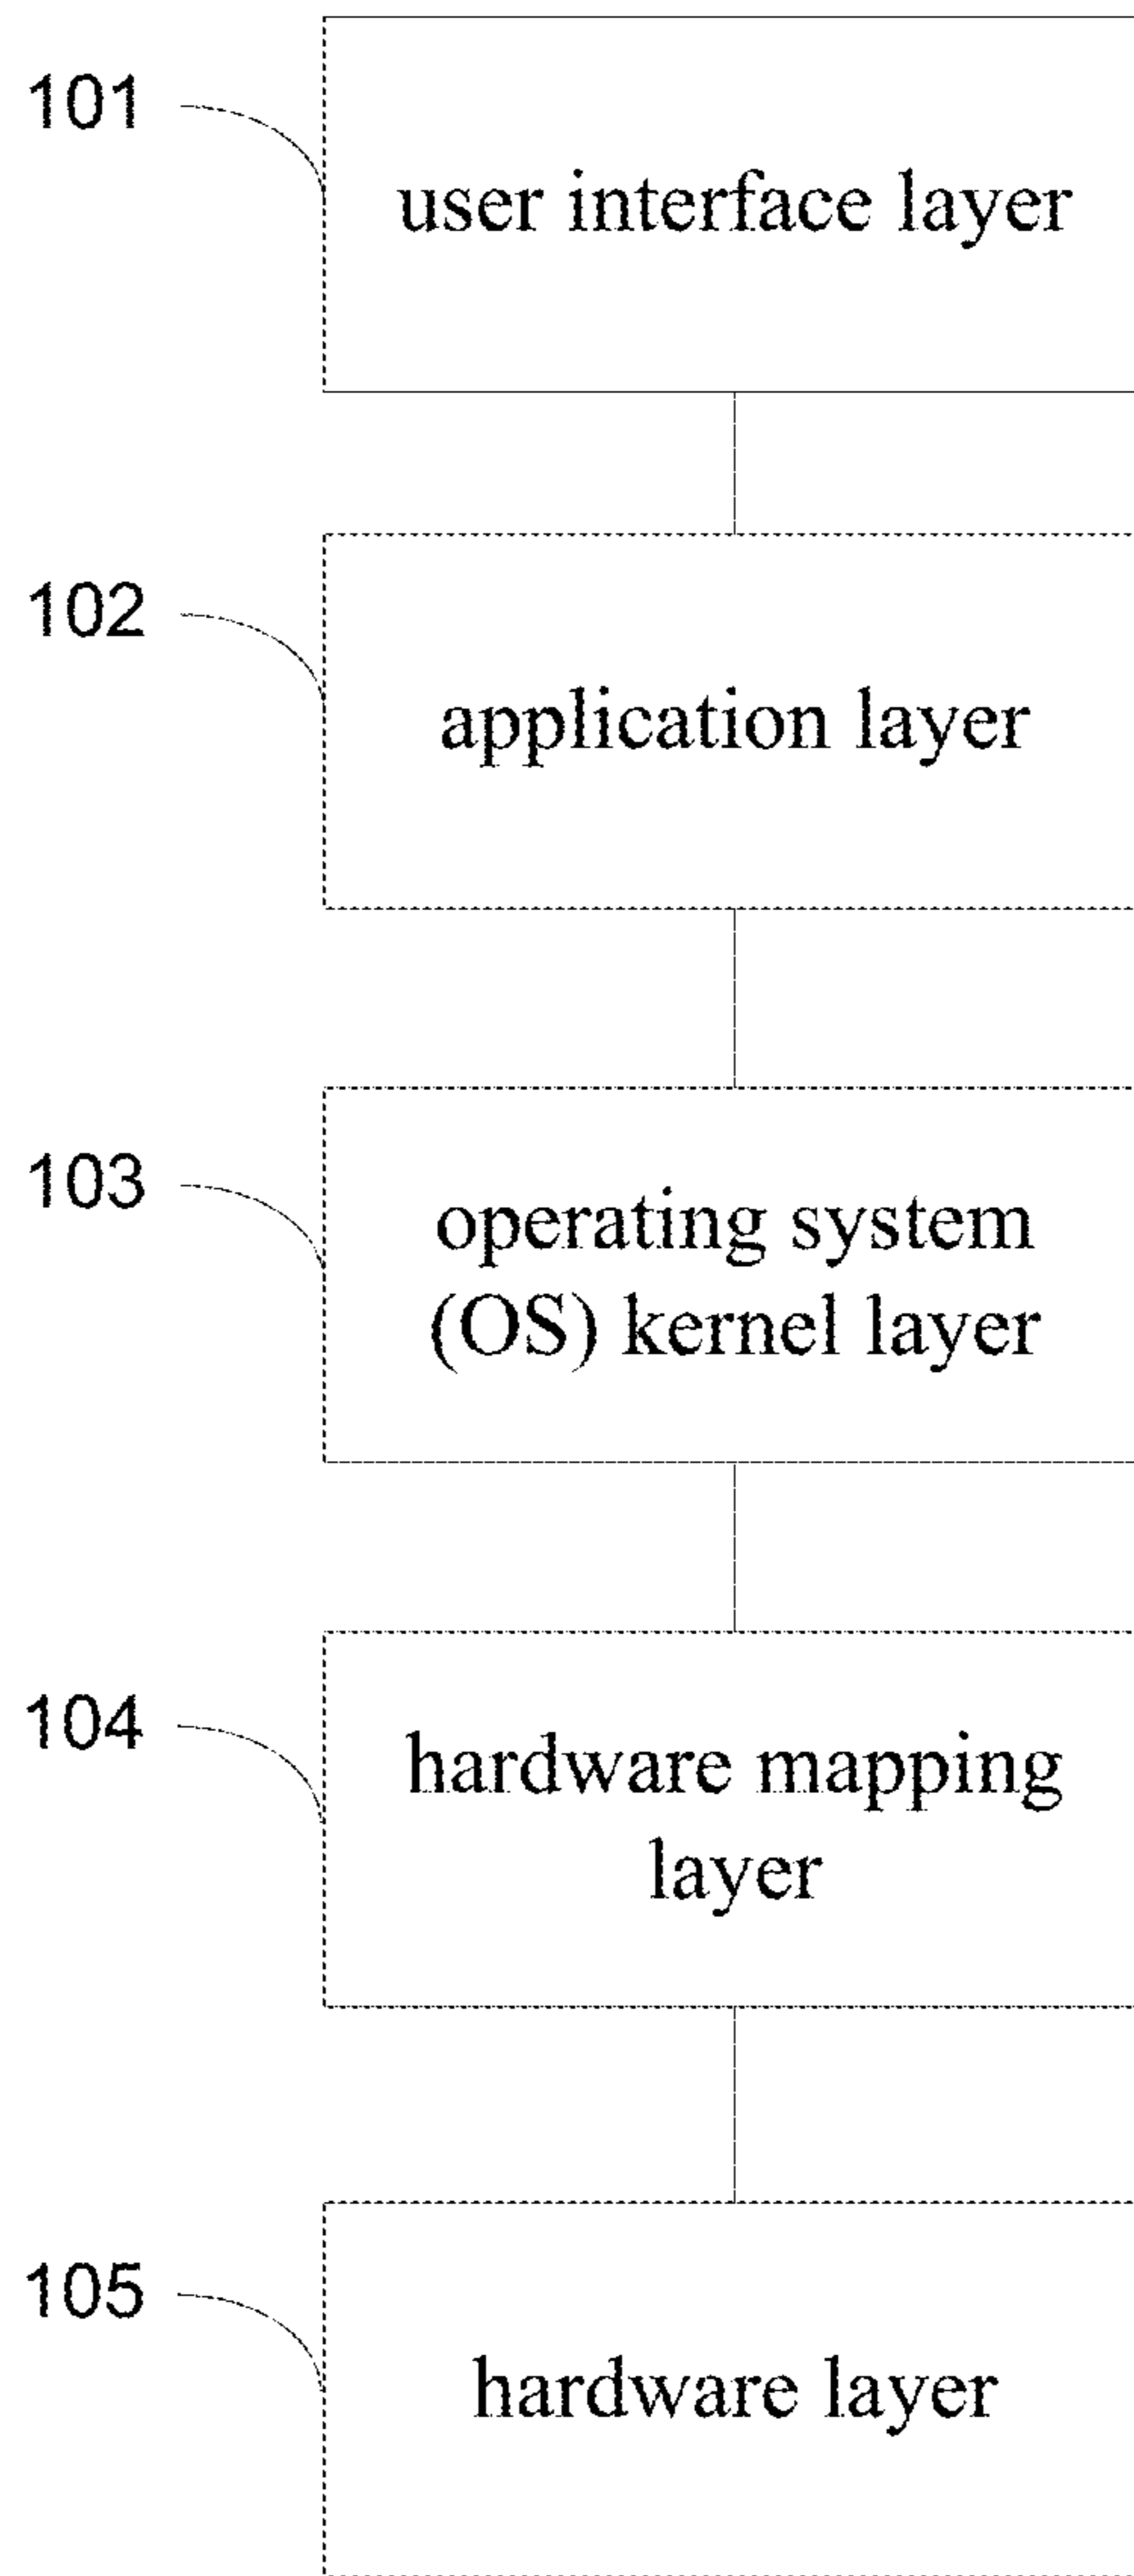 101
user interface layer
102
application layer
103
operating system
(OS) kernel layer
104
hardware mapping
layer
105
hardware layer